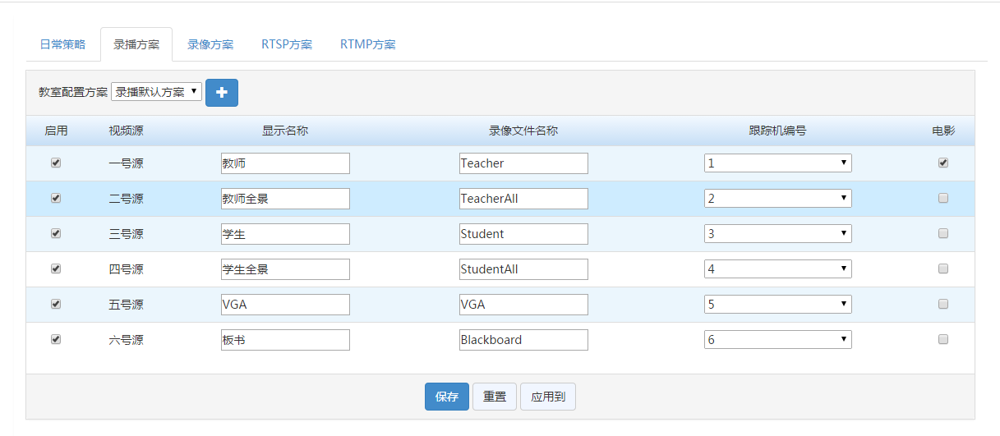 日常策略 录播方案 录像方案 RTSP方案 RTMP方案
教室配置方案 录播默认方案
启用 视频源 显示名称 录像文件名称 跟踪机编号 电影
一号源 教师 Teacher 1
二号源 教师全景 TeacherAll 2
三号源 学生 Student 3
四号源 学生全景 StudentAll 4
五号源 VGA VGA 5
六号源 板书 Blackboard 6
保存 重置 应用到